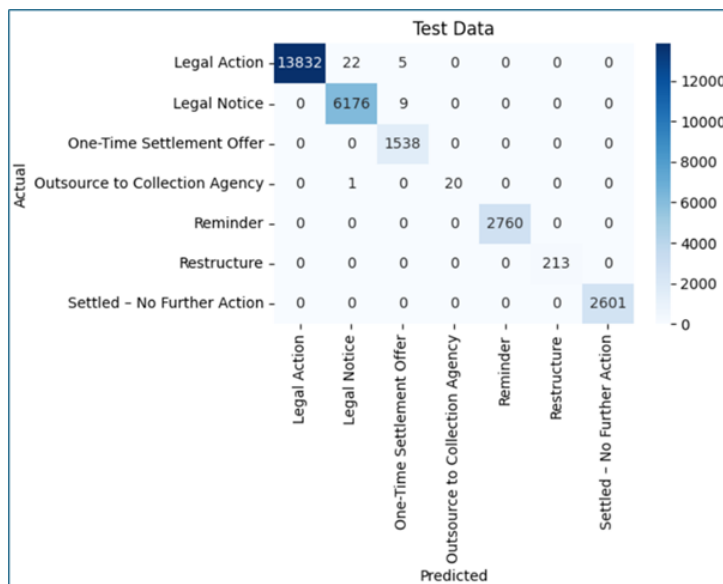 Test Data
Legal Action 13832 22 5 0 0 0 0
Legal Notice 0 6176 9 0 0 0 0
One-Time Settlement Offer 0 0 1538 0 0 0 0
Outsource to Collection Agency 0 1 0 20 0 0 0
Reminder 0 0 0 0 2760 0 0
Restructure 0 0 0 0 0 213 0
Settled – No Further Action 0 0 0 0 0 0 2601
Actual
Legal Action
Legal Notice
One-Time Settlement Offer
Outsource to Collection Agency
Reminder
Restructure
Settled – No Further Action
Predicted
12000
10000
8000
6000
4000
2000
0